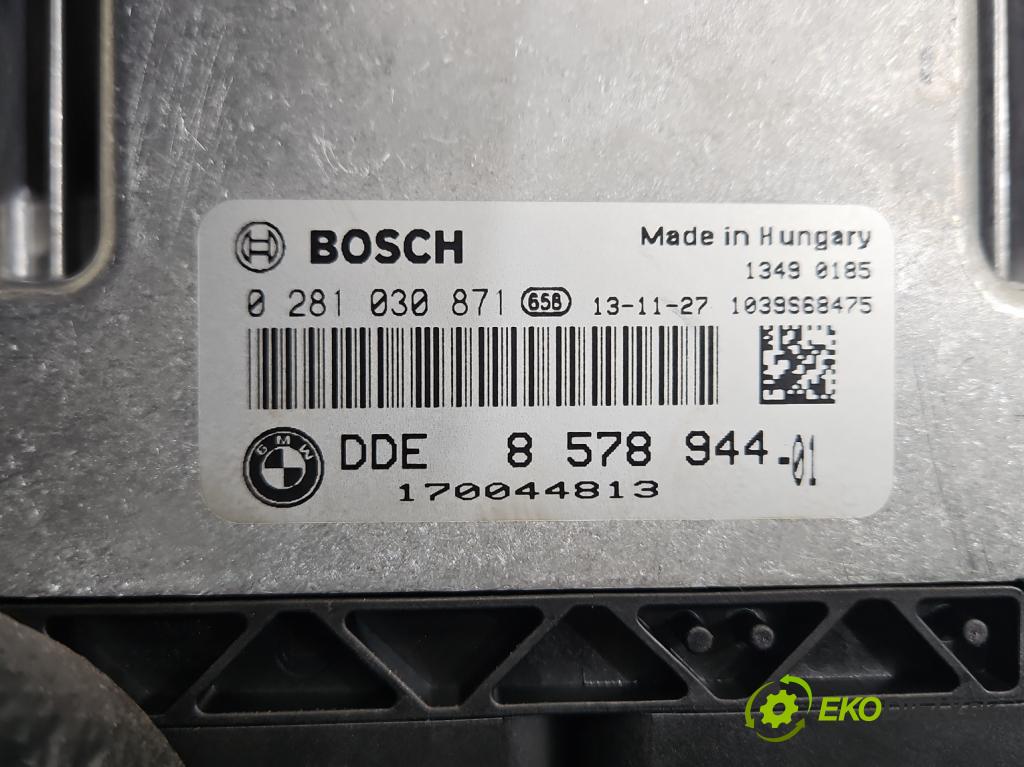 BOSCH
Made in Hungary
1349 0185
0 281 030 871 658 13-11-27 1039S68475
BMW DDE 8 578 944-01
170044813
EKO